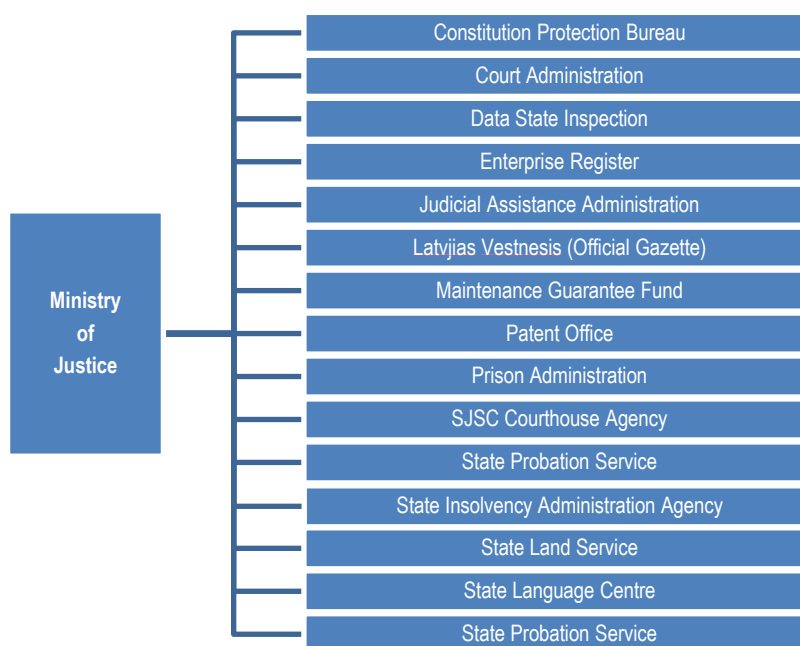 Constitution Protection Bureau
Court Administration
Data State Inspection
Enterprise Register
Judicial Assistance Administration
Latvjias Vestnesis (Official Gazette)
Maintenance Guarantee Fund
Ministry
of
Justice
Patent Office
Prison Administration
SJSC Courthouse Agency
State Probation Service
State Insolvency Administration Agency
State Land Service
State Language Centre
State Probation Service